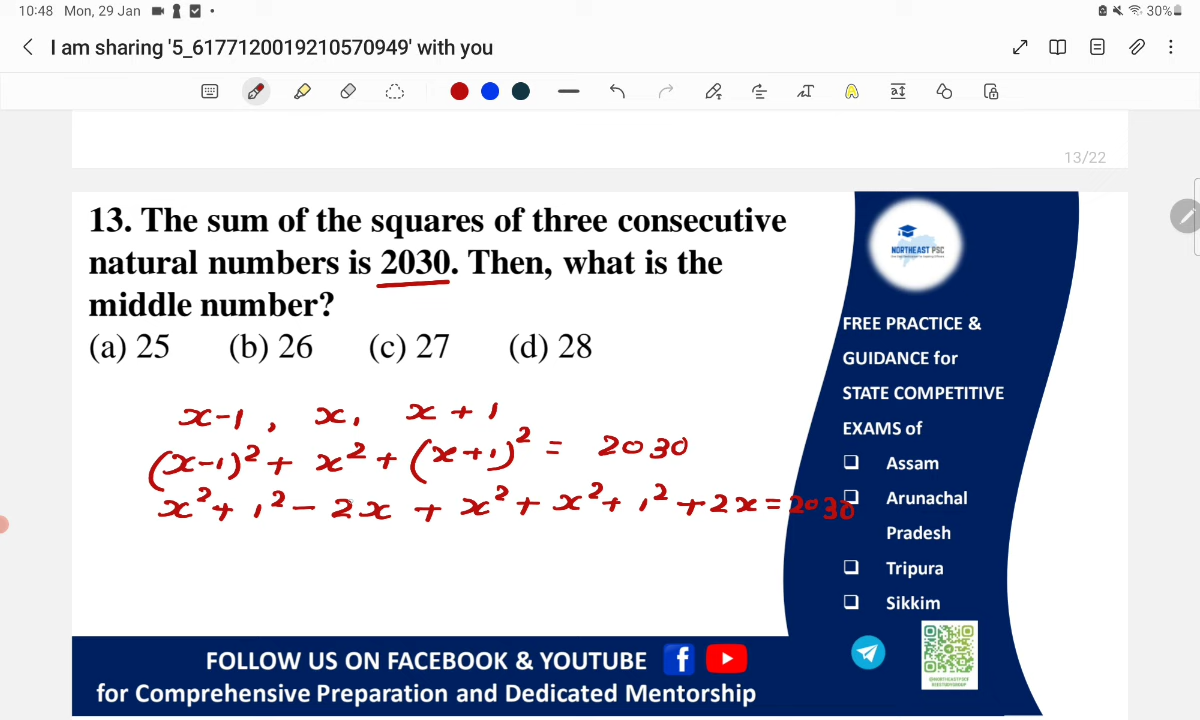 10:48 Mon, 29 Jan
30%
I am sharing '5_6177120019210570949' with you
13/22
13. The sum of the squares of three consecutive
natural numbers is 2030. Then, what is the
middle number?
(a) 25 (b) 26 (c) 27 (d) 28
x-1, x, x+1
(x-1)²+ x²+ (x+1)² = 2030
x²+ 1²- 2x + x²+ x²+ 1²+2x=2030
NORTHEAST PSC
FREE PRACTICE &
GUIDANCE for
STATE COMPETITIVE
EXAMS of
❑ Assam
❑ Arunachal
Pradesh
❑ Tripura
❑ Sikkim
FOLLOW US ON FACEBOOK & YOUTUBE
for Comprehensive Preparation and Dedicated Mentorship